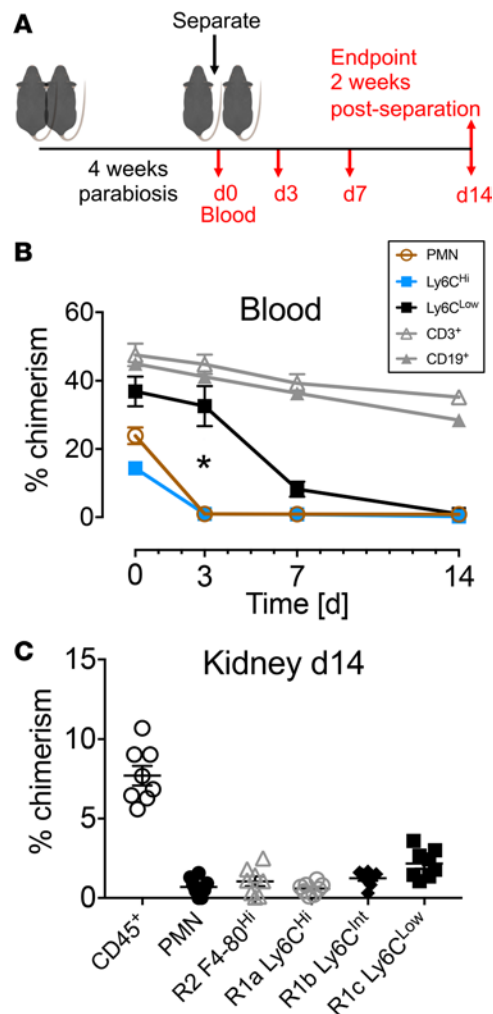 A
Separate
Endpoint
2 weeks
post-separation
4 weeks
parabiosis
d0
Blood
d3
d7
d14
B
PMN
Ly6C^Hi
Ly6C^Low
CD3⁺
CD19⁺
Blood
% chimerism
60
40
20
0
*
0
3
7
14
Time [d]
C
Kidney d14
% chimerism
15
10
5
0
CD45⁺
PMN
R2 F4-80^Hi
R1a Ly6C^Hi
R1b Ly6C^Int
R1c Ly6C^Low